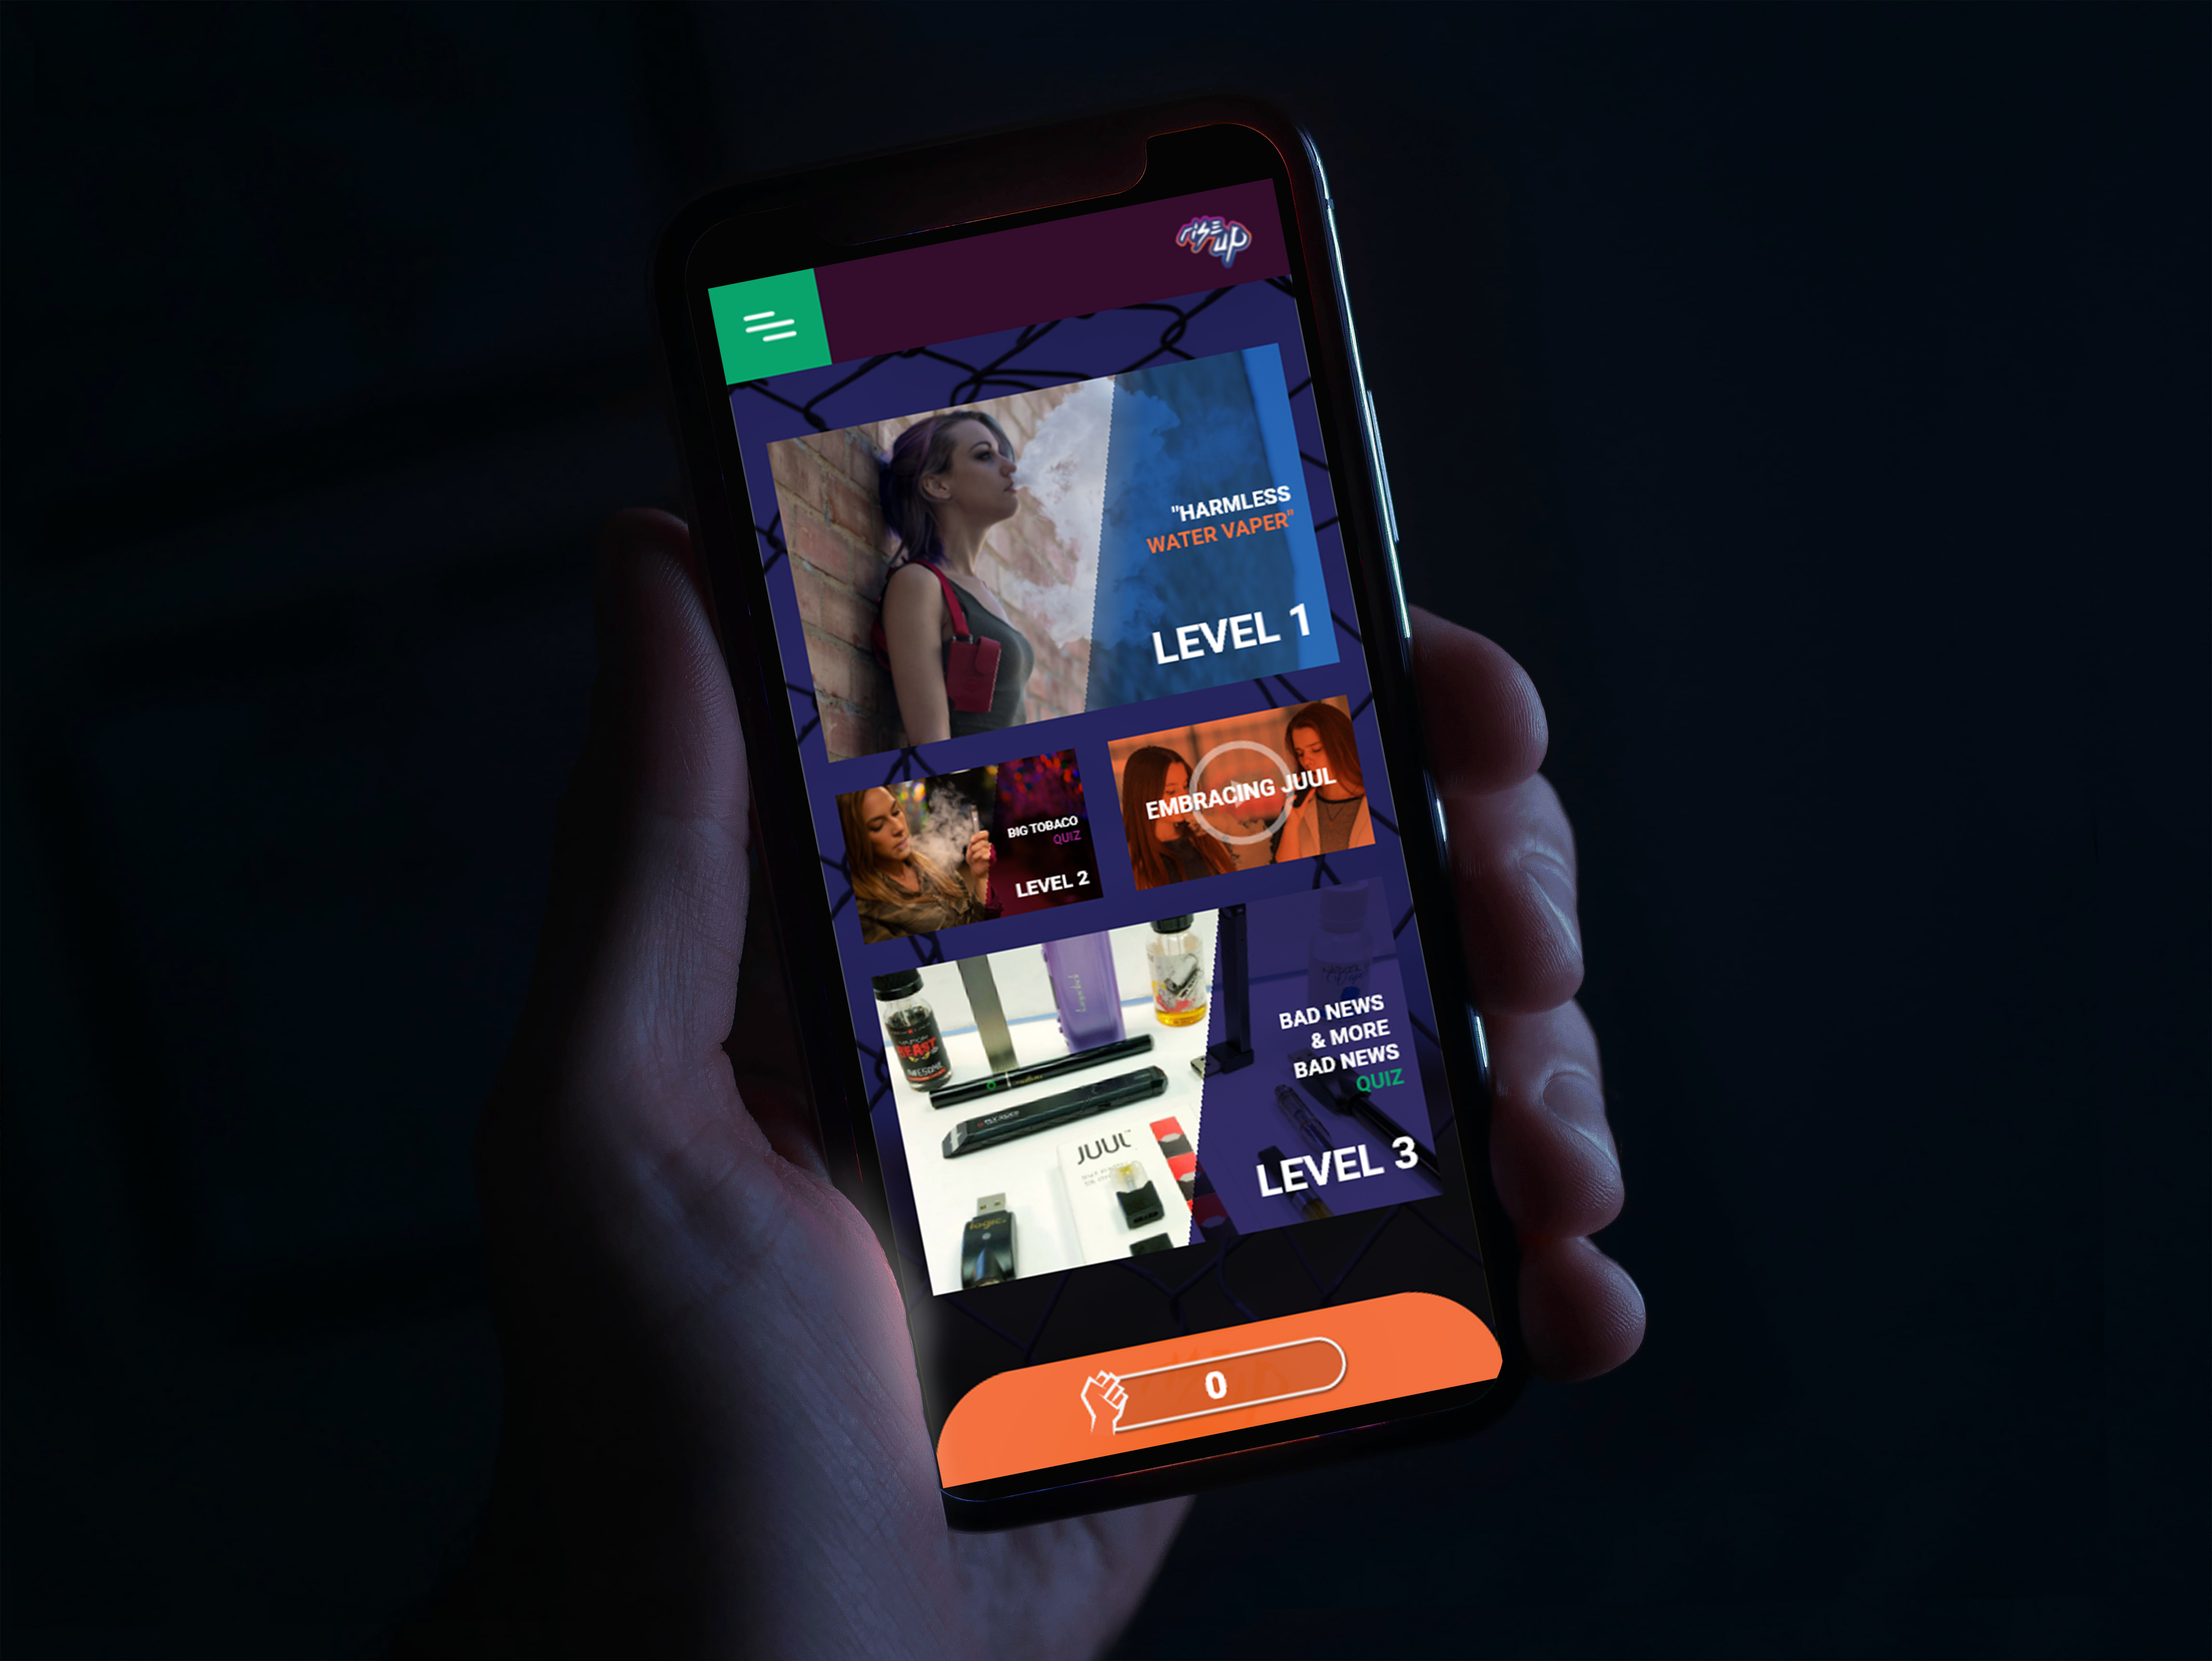 rise
up
"HARMLESS
WATER VAPER"
LEVEL 1
BIG TOBACO
QUIZ
LEVEL 2
EMBRACING JUUL
BAD NEWS
& MORE
BAD NEWS
QUIZ
LEVEL 3
BEAST
JUUL
logic
0